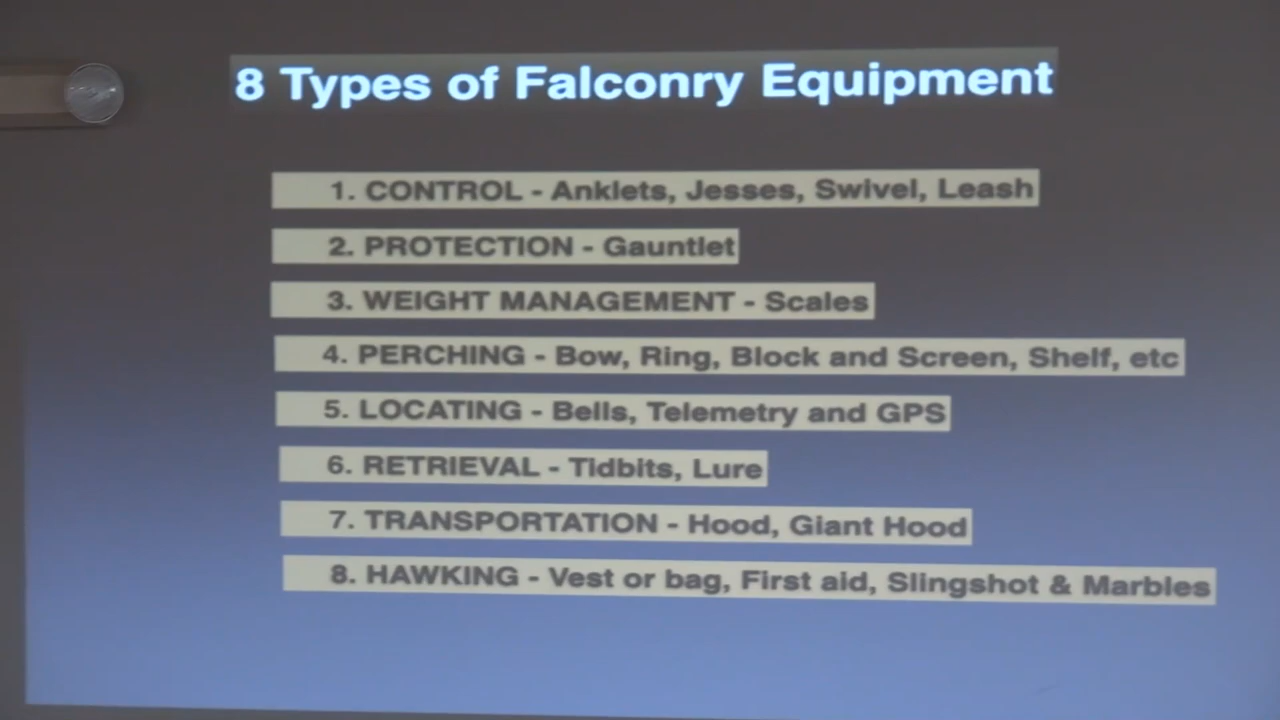 8 Types of Falconry Equipment
1. CONTROL - Anklets, Jesses, Swivel, Leash
2. PROTECTION - Gauntlet
3. WEIGHT MANAGEMENT - Scales
4. PERCHING - Bow, Ring, Block and Screen, Shelf, etc
5. LOCATING - Bells, Telemetry and GPS
6. RETRIEVAL - Tidbits, Lure
7. TRANSPORTATION - Hood, Giant Hood
8. HAWKING - Vest or bag, First aid, Slingshot & Marbles